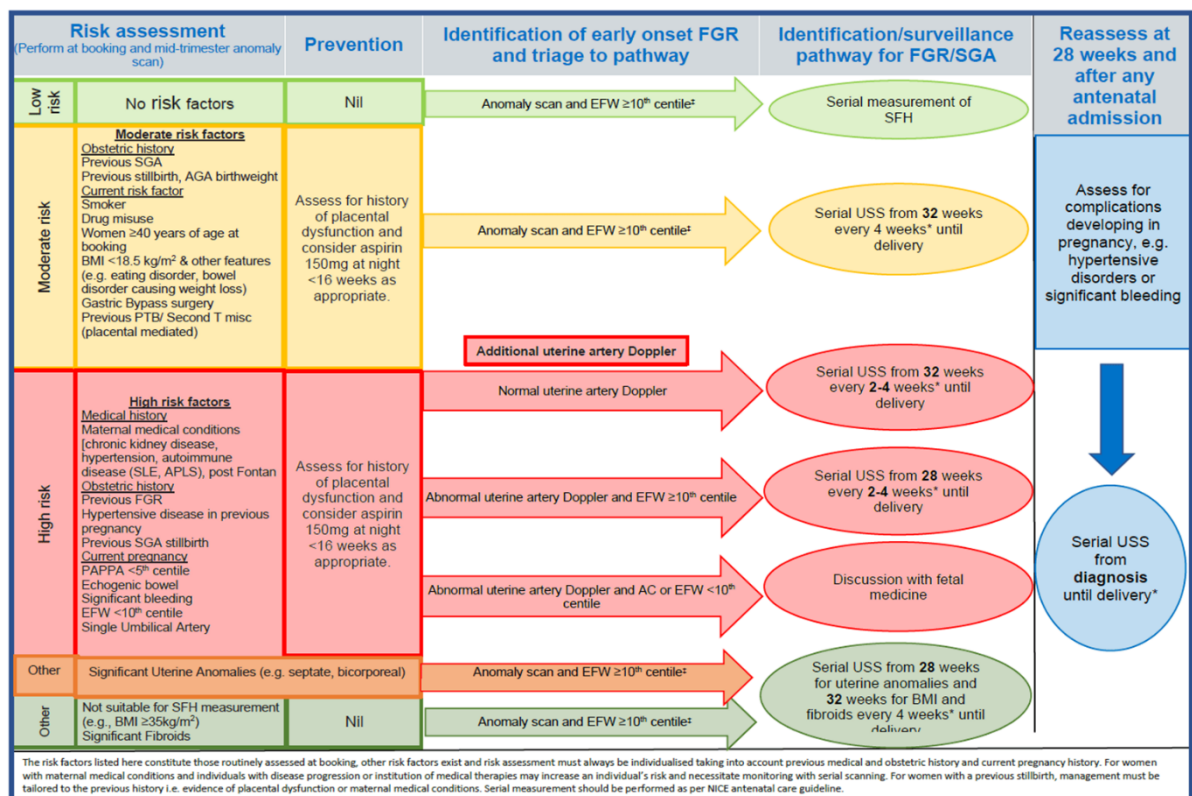 Risk assessment
(Perform at booking and mid-trimester anomaly
scan)
Prevention
Identification of early onset FGR
and triage to pathway
Identification/surveillance
pathway for FGR/SGA
Reassess at
28 weeks and
after any
antenatal
admission
Low
risk
No risk factors
Nil
Anomaly scan and EFW ≥10th centile‡
Serial measurement of
SFH
Moderate risk
Moderate risk factors
Obstetric history
Previous SGA
Previous stillbirth, AGA birthweight
Current risk factor
Smoker
Drug misuse
Women ≥40 years of age at
booking
BMI <18.5 kg/m² & other features
(e.g. eating disorder, bowel
disorder causing weight loss)
Gastric Bypass surgery
Previous PTB/ Second T misc
(placental mediated)
Assess for history
of placental
dysfunction and
consider aspirin
150mg at night
<16 weeks as
appropriate.
Anomaly scan and EFW ≥10th centile‡
Serial USS from 32 weeks
every 4 weeks* until
delivery
Assess for
complications
developing in
pregnancy, e.g.
hypertensive
disorders or
significant bleeding
High risk
High risk factors
Medical history
Maternal medical conditions
[chronic kidney disease,
hypertension, autoimmune
disease (SLE, APLS), post Fontan
Obstetric history
Previous FGR
Hypertensive disease in previous
pregnancy
Previous SGA stillbirth
Current pregnancy
PAPPA <5th centile
Echogenic bowel
Significant bleeding
EFW <10th centile
Single Umbilical Artery
Assess for history
of placental
dysfunction and
consider aspirin
150mg at night
<16 weeks as
appropriate.
Additional uterine artery Doppler
Normal uterine artery Doppler
Serial USS from 32
weeks
every 2-4 weeks* until
delivery
Abnormal uterine artery Doppler and EFW ≥10th centile
Serial USS from 28
weeks
every 2-4 weeks* until
delivery
Abnormal uterine artery Doppler and AC or EFW <10th
centile
Discussion with fetal
medicine
Serial USS
from
diagnosis
until delivery*
Other
Significant Uterine Anomalies (e.g. septate, bicorporeal)
Anomaly scan and EFW ≥10th centile‡
Serial USS from 28 weeks
for uterine anomalies and
32 weeks for BMI and
fibroids every 4 weeks* until
delivery
Other
Not suitable for SFH measurement
(e.g., BMI ≥35kg/m²)
Significant Fibroids
Nil
Anomaly scan and EFW ≥10th centile‡
The risk factors listed here constitute those routinely assessed at booking, other risk factors exist and risk assessment must always be individualised taking into account previous medical and obstetric history and current pregnancy history. For women
with maternal medical conditions and individuals with disease progression or institution of medical therapies may increase an individual's risk and necessitate monitoring with serial scanning. For women with a previous stillbirth, management must be
tailored to the previous history i.e. evidence of placental dysfunction or maternal medical conditions. Serial measurement should be performed as per NICE antenatal care guideline.